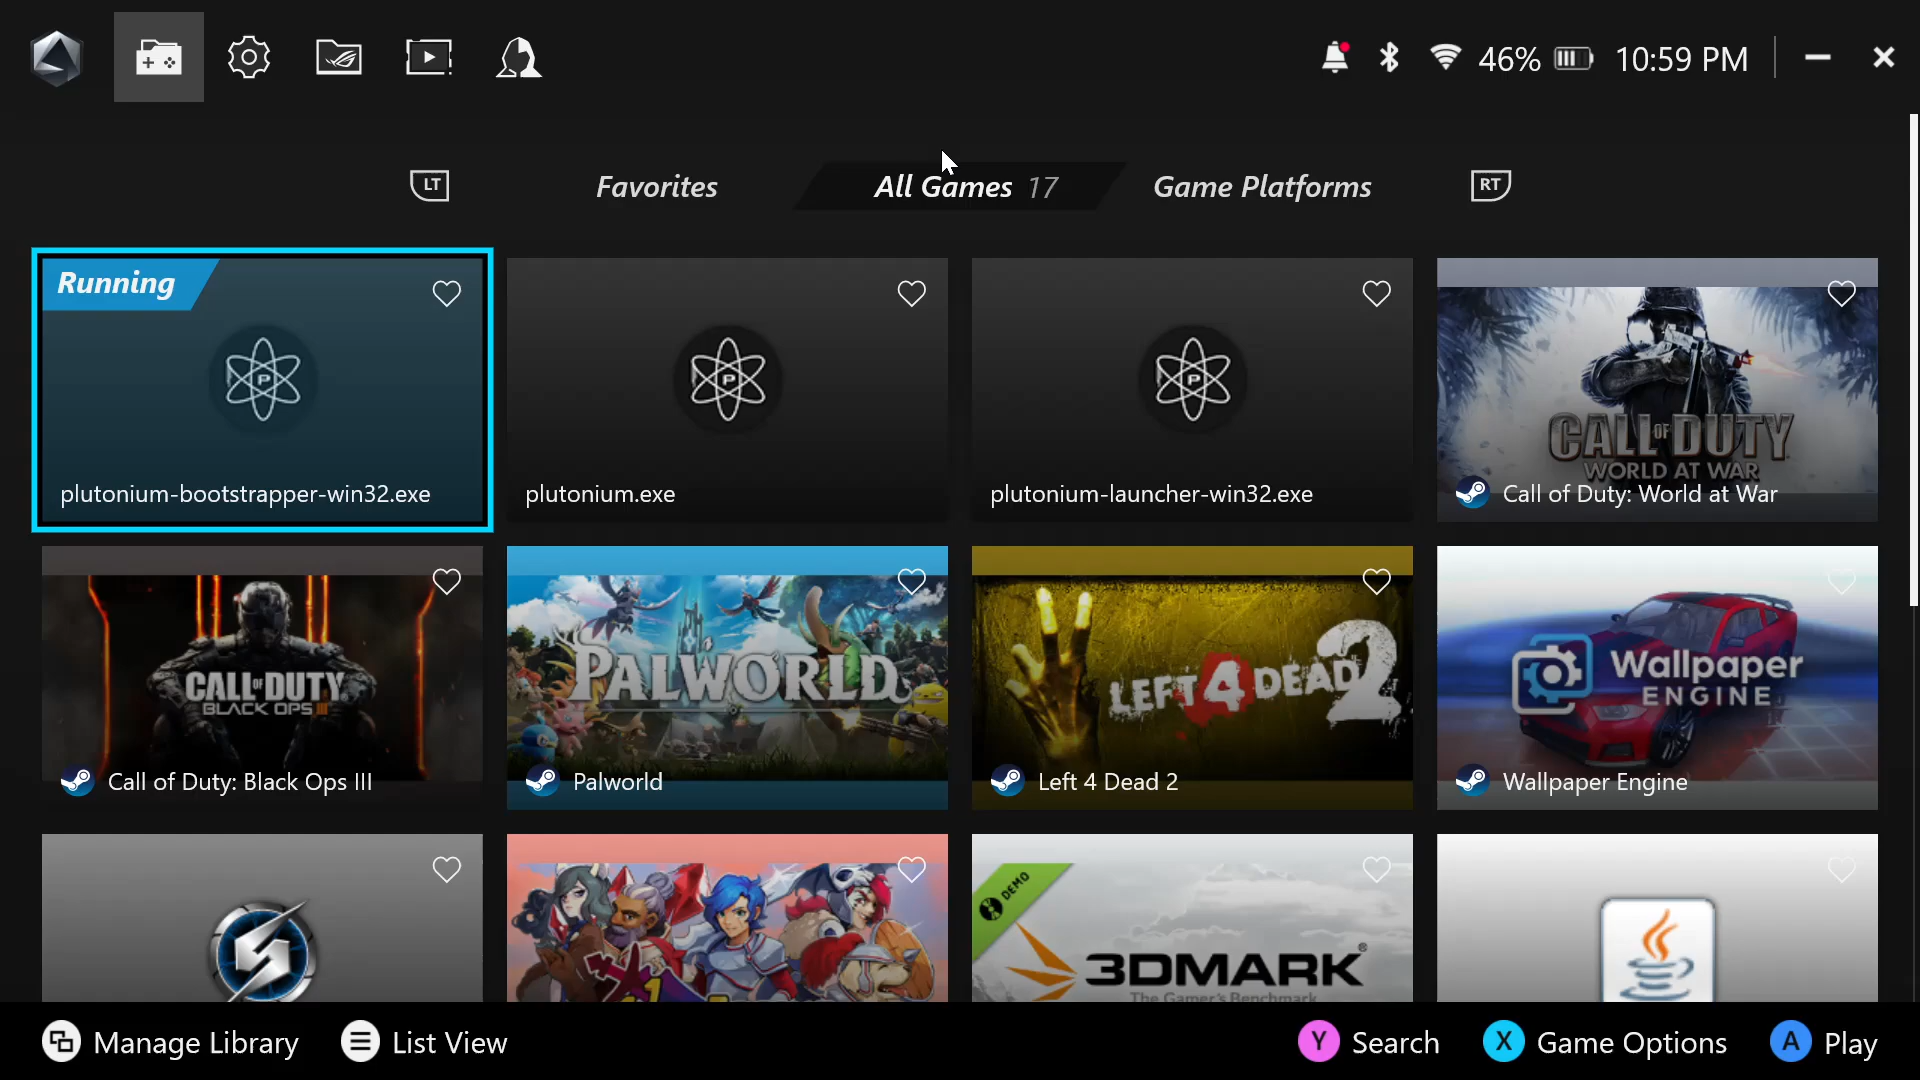 46% 10:59 PM
LT Favorites All Games 17 Game Platforms RT
Running
P
P
P
plutonium-bootstrapper-win32.exe
plutonium.exe
plutonium-launcher-win32.exe
CALL OF DUTY
WORLD AT WAR
Call of Duty: World at War
CALL OF DUTY
BLACK OPS III
Call of Duty: Black Ops III
PALWORLD
Palworld
LEFT 4 DEAD 2
Left 4 Dead 2
Wallpaper
ENGINE
Wallpaper Engine
DEMO
3DMARK®
The Gamer's Benchmark
Manage Library List View Y Search X Game Options A Play